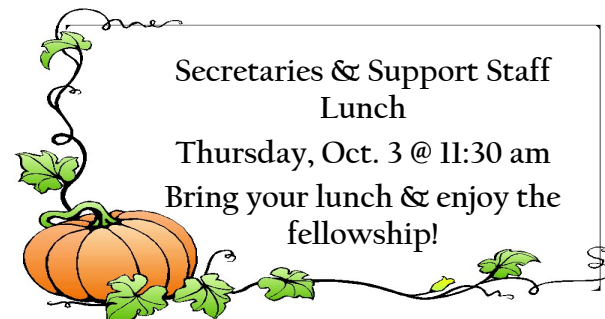 Secretaries & Support Staff
Lunch
Thursday, Oct. 3 @ 11:30 am
Bring your lunch & enjoy the
fellowship!